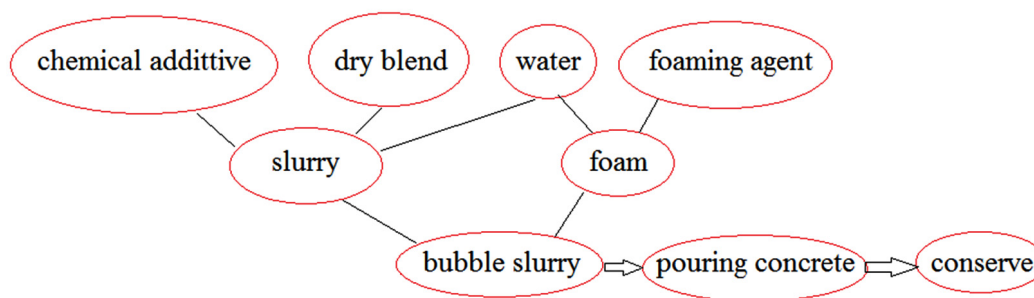 chemical addittive
dry blend
water
foaming agent
slurry
foam
bubble slurry
pouring concrete
conserve